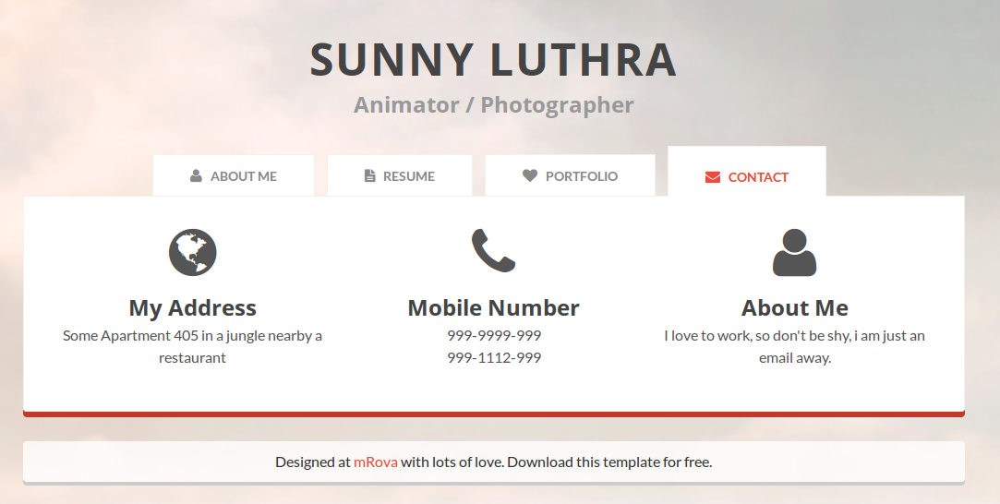 SUNNY LUTHRA
Animator / Photographer
ABOUT ME
RESUME
PORTFOLIO
CONTACT
My Address
Some Apartment 405 in a jungle nearby a
restaurant
Mobile Number
999-9999-999
999-1112-999
About Me
I love to work, so don't be shy, i am just an
email away.
Designed at mRova with lots of love. Download this template for free.